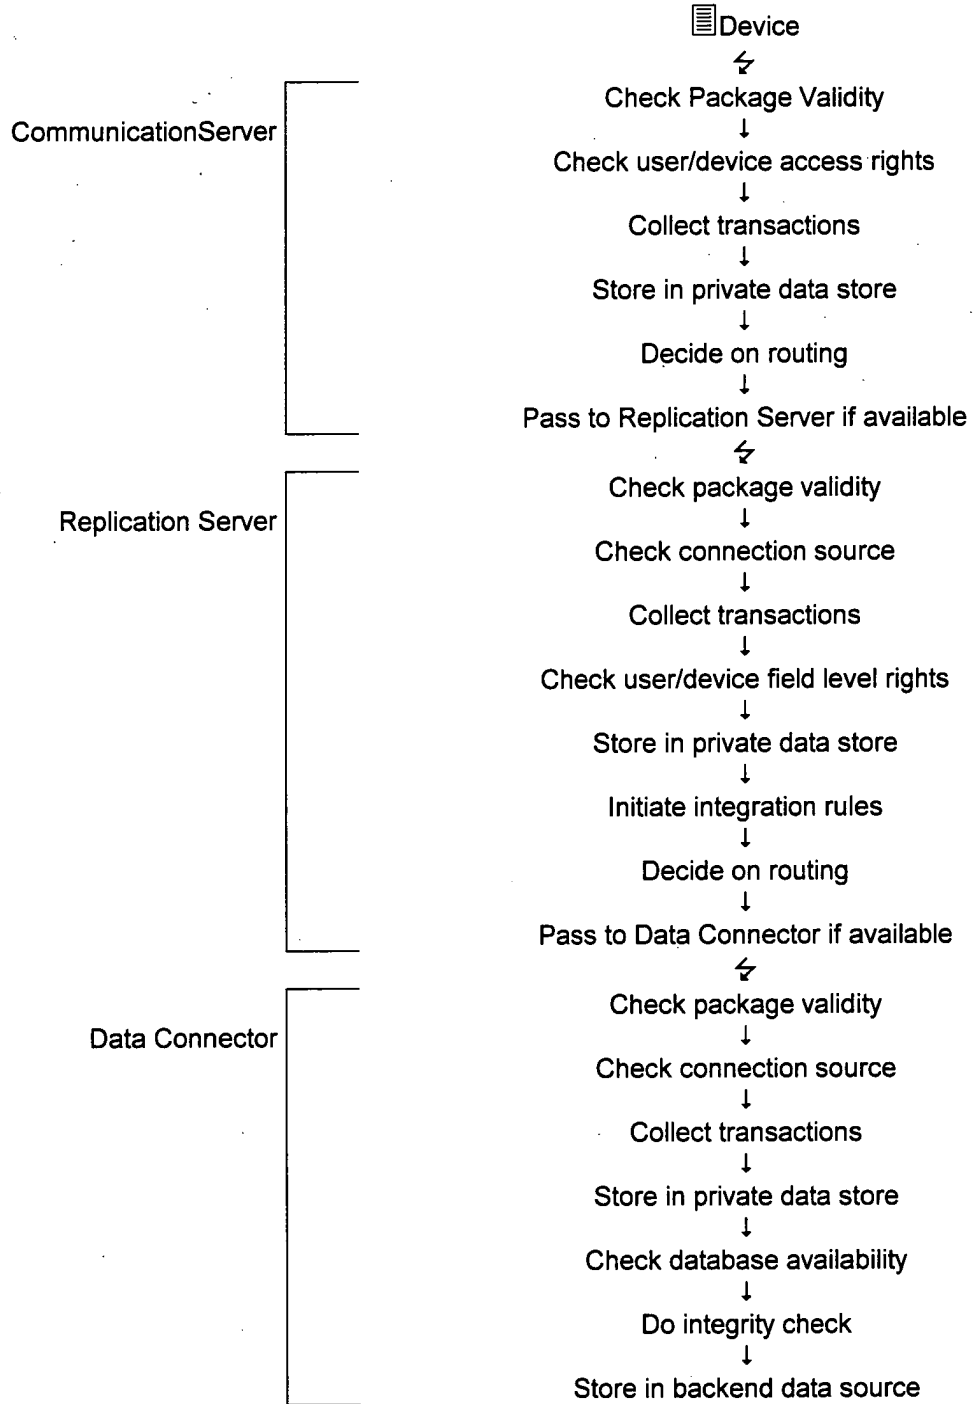 Device
Check Package Validity
CommunicationServer
Check user/device access rights
Collect transactions
Store in private data store
Decide on routing
Pass to Replication Server if available
Check package validity
Replication Server
Check connection source
Collect transactions
Check user/device field level rights
Store in private data store
Initiate integration rules
Decide on routing
Pass to Data Connector if available
Check package validity
Data Connector
Check connection source
Collect transactions
Store in private data store
Check database availability
Do integrity check
Store in backend data source